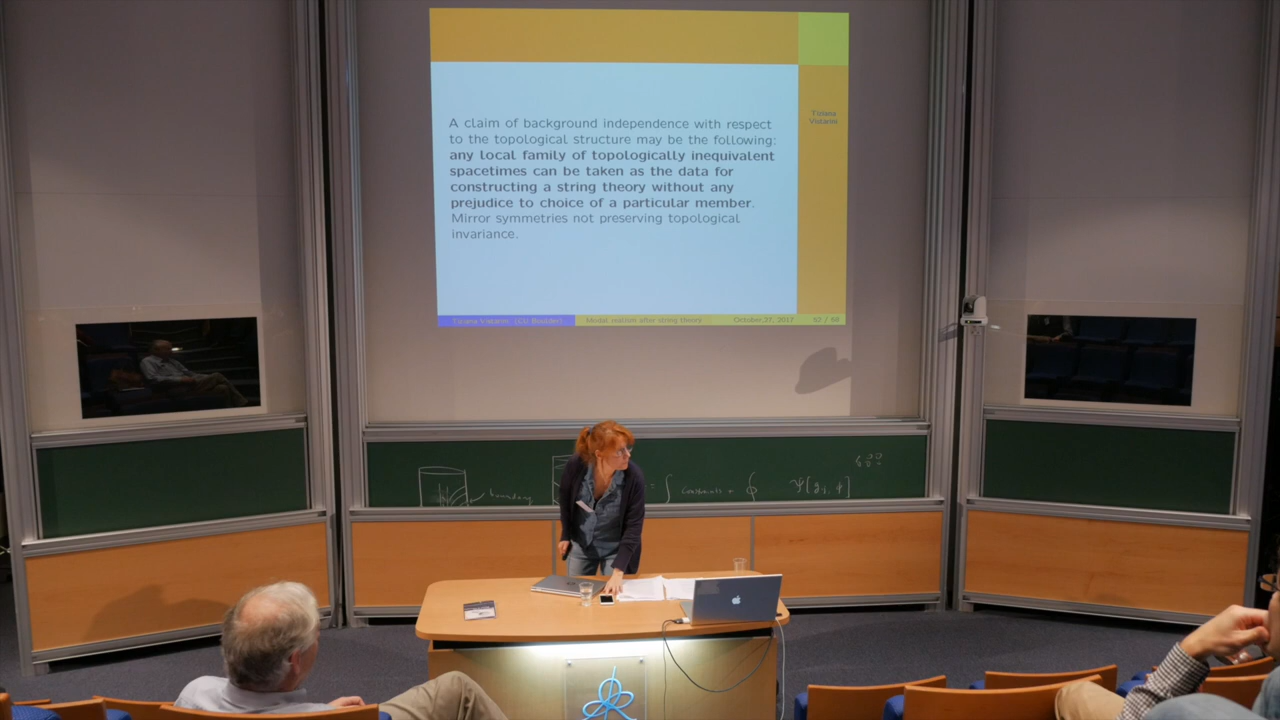 A claim of background independence with respect
to the topological structure may be the following:
any local family of topologically inequivalent
spacetimes can be taken as the data for
constructing a string theory without any
prejudice to choice of a particular member.
Mirror symmetries not preserving topological
invariance.
Tiziana
Vistarini
Tiziana Vistarini (CU Boulder)
Modal realism after string theory
October,27, 2017
52 / 68
boundary